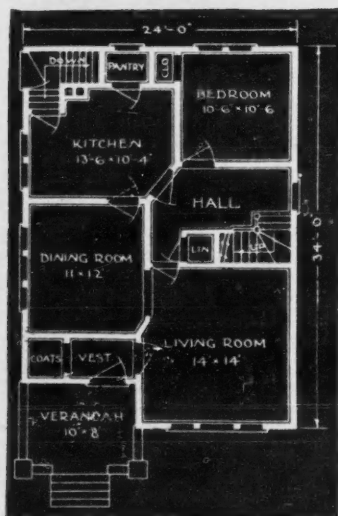 24'-0"
DOWN
PANTRY
CLO
BEDROOM
10-6" × 10'-6
KITCHEN
13-6 × 10-4"
HALL
34'-0"
LIN
UP
DINING ROOM
11 × 12
LIVING ROOM
14' × 14'
COATS
VEST
VERANDAH
10' × 8'